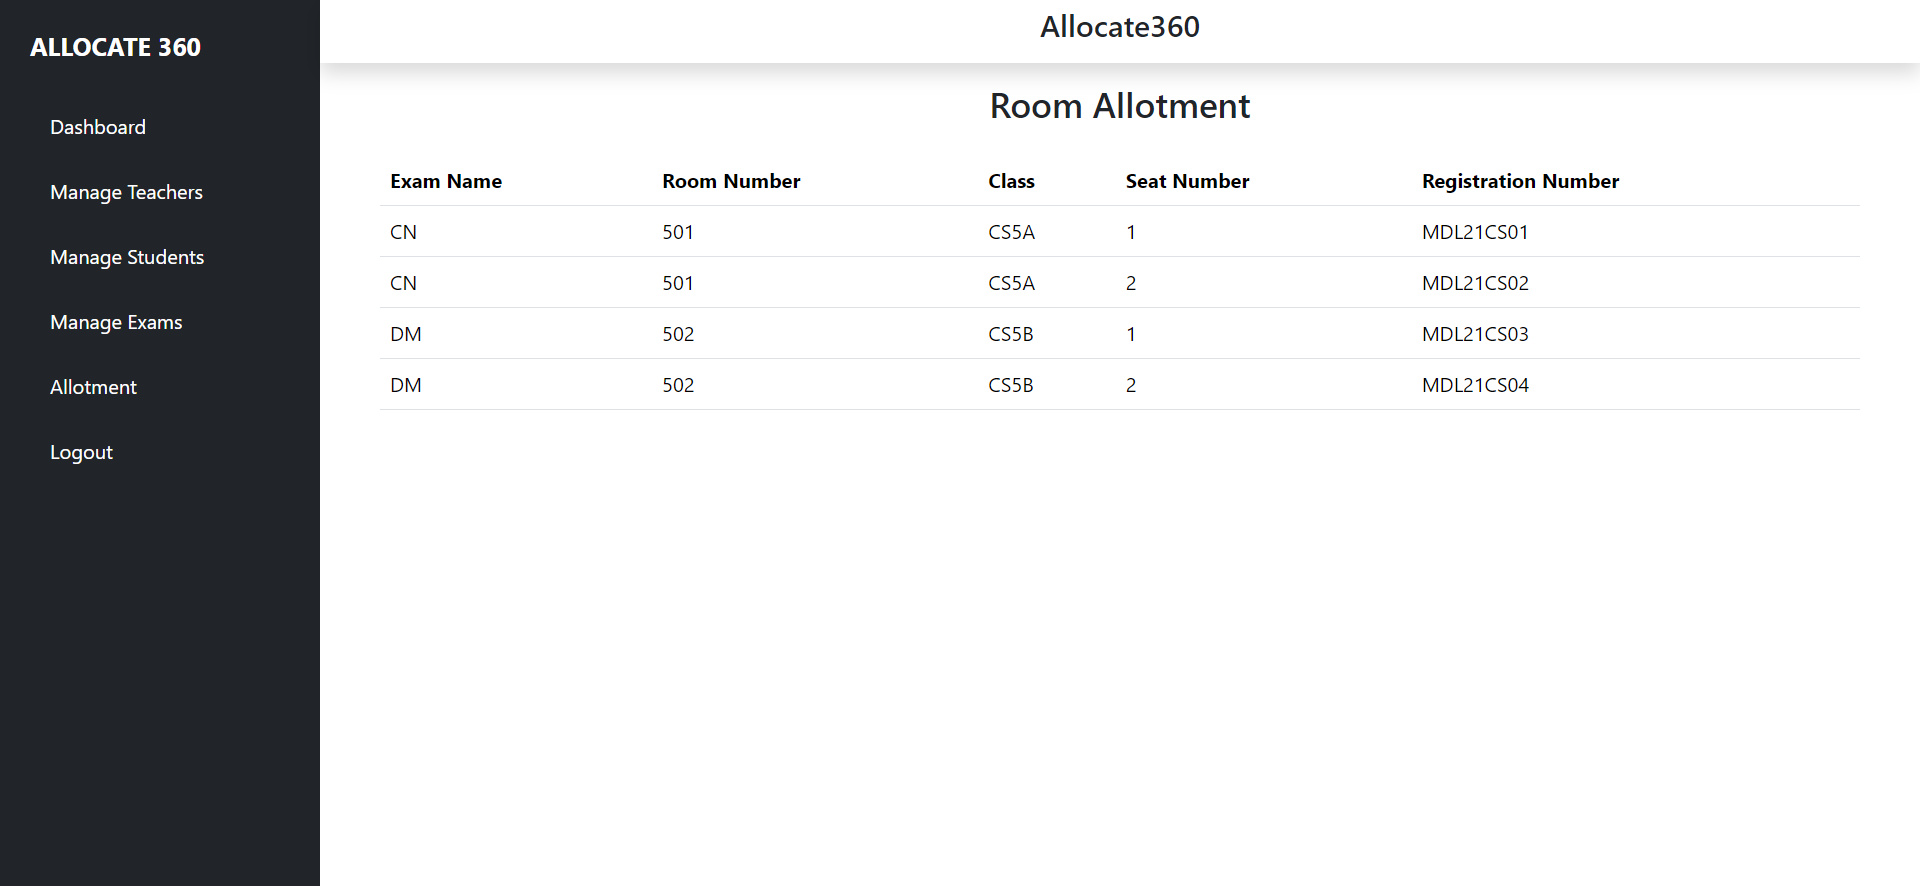 ALLOCATE 360
Dashboard
Manage Teachers
Manage Students
Manage Exams
Allotment
Logout
Allocate360
Room Allotment
Exam Name Room Number Class Seat Number Registration Number
CN 501 CS5A 1 MDL21CS01
CN 501 CS5A 2 MDL21CS02
DM 502 CS5B 1 MDL21CS03
DM 502 CS5B 2 MDL21CS04